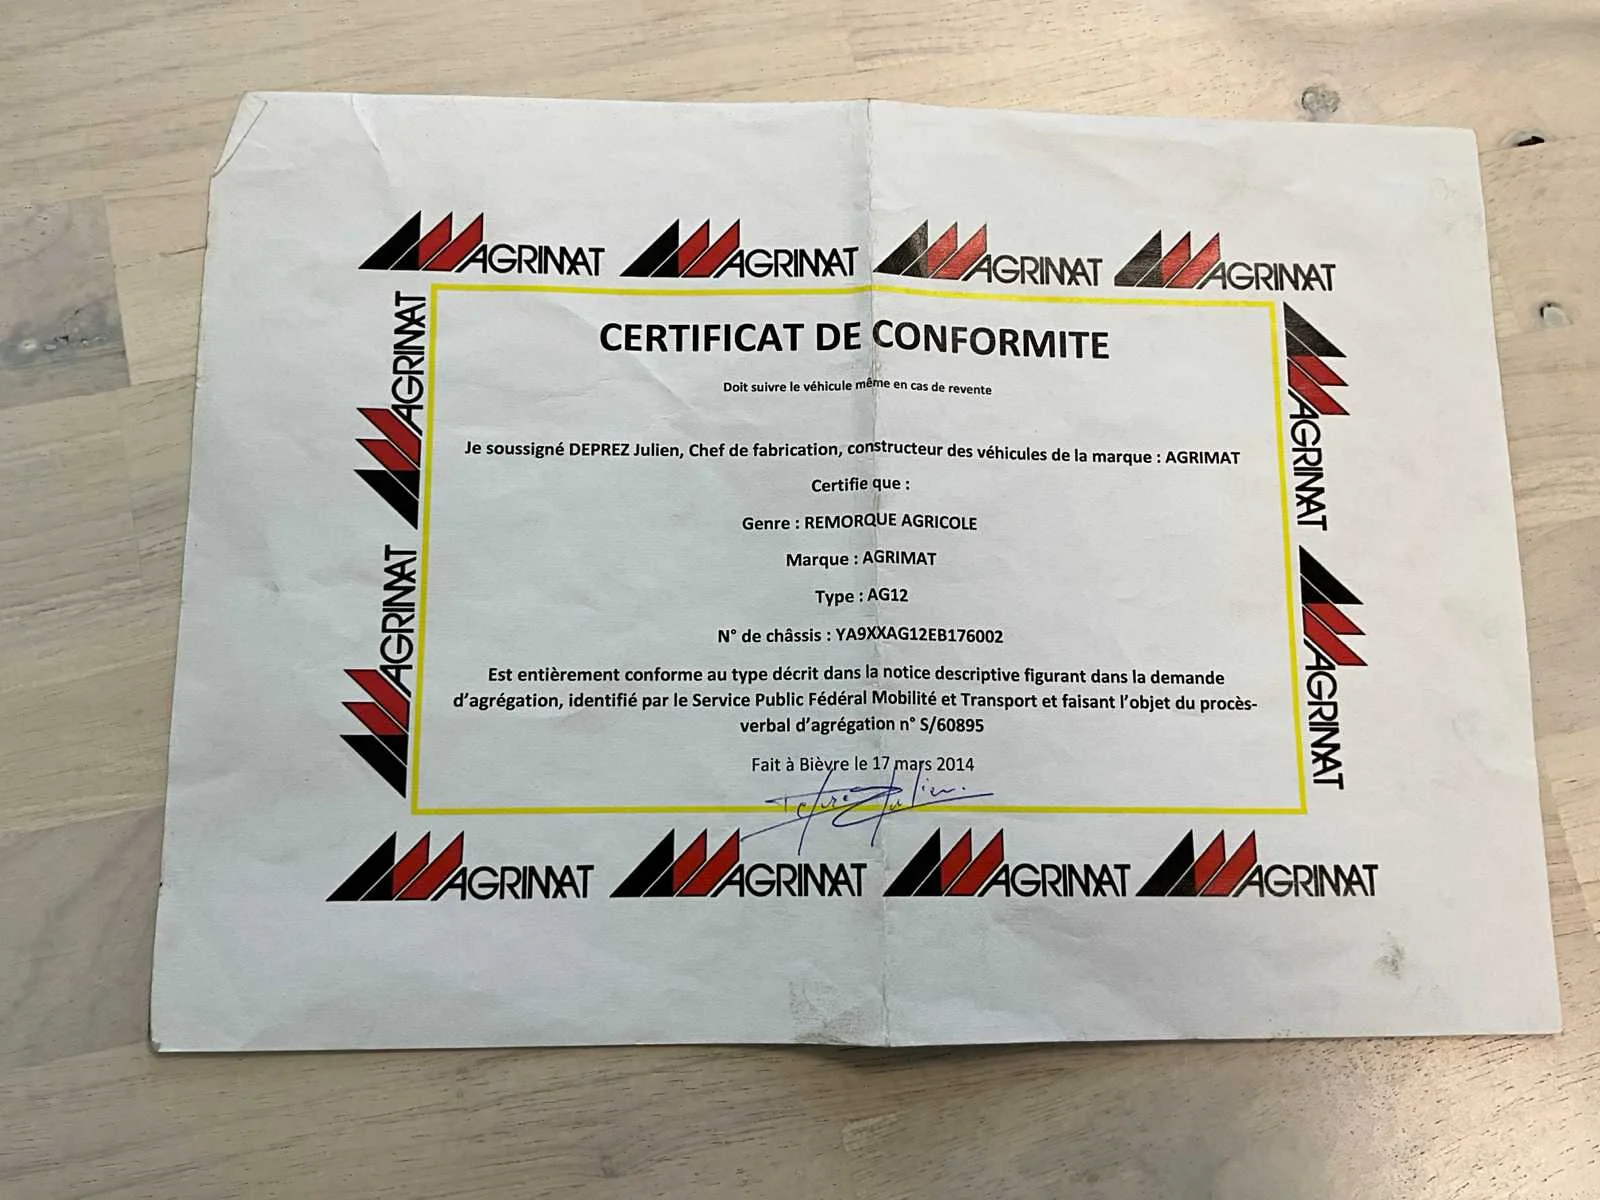 AGRIMAT AGRIMAT AGRIMAT AGRIMAT
AGRIMAT
AGRIMAT
CERTIFICAT DE CONFORMITE
Doit suivre le véhicule même en cas de revente
Je soussigné DEPREZ Julien, Chef de fabrication, constructeur des véhicules de la marque : AGRIMAT
Certifie que :
Genre : REMORQUE AGRICOLE
Marque : AGRIMAT
Type : AG12
N° de châssis : YA9XXAG12EB176002
Est entièrement conforme au type décrit dans la notice descriptive figurant dans la demande
d'agrégation, identifié par le Service Public Fédéral Mobilité et Transport et faisant l'objet du procès-
verbal d'agrégation n° S/60895
Fait à Bièvre le 17 mars 2014
Deprez Julien.
AGRIMAT
AGRIMAT
AGRIMAT AGRIMAT AGRIMAT AGRIMAT